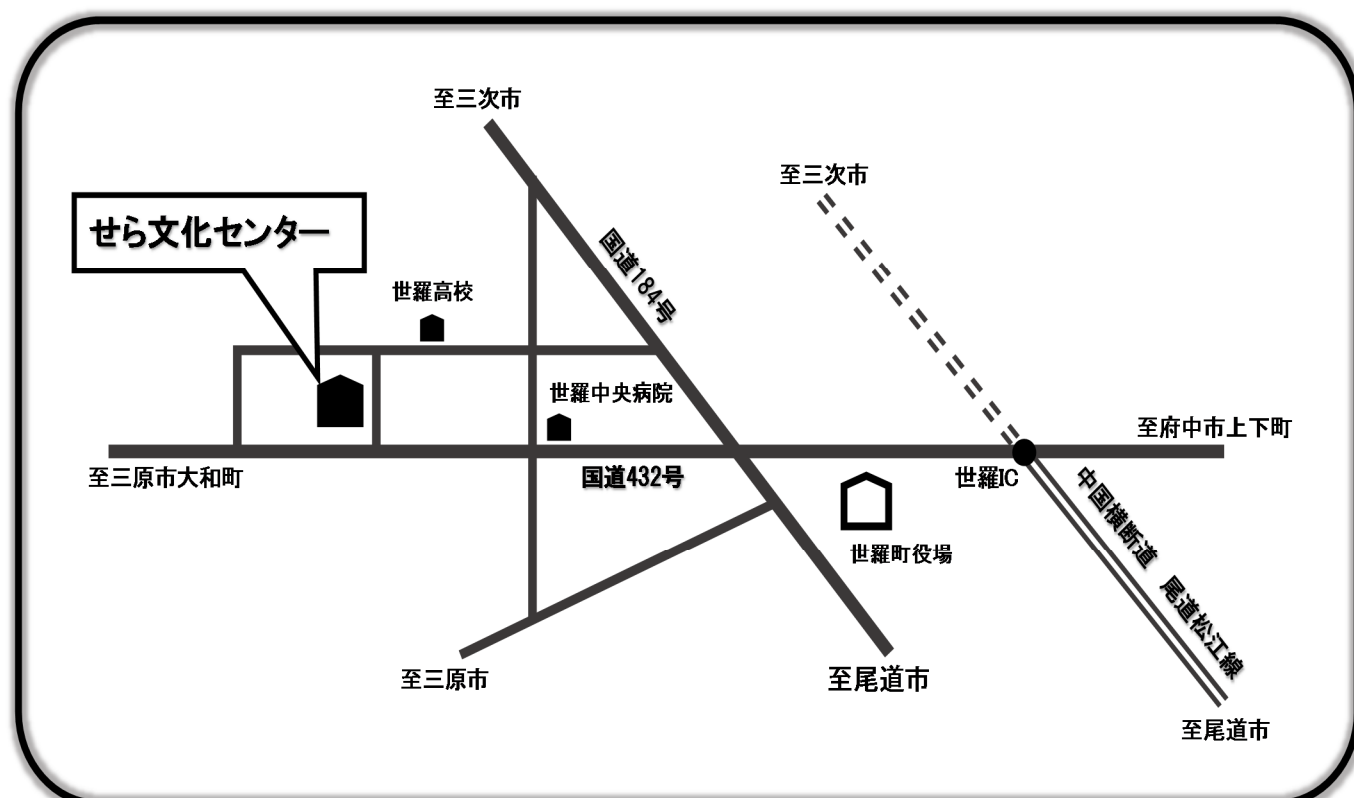 至三次市
至三次市
せら文化センター
国道184号
世羅高校
世羅中央病院
至府中市上下町
至三原市大和町
国道432号
世羅IC
中国横断道 尾道松江線
世羅町役場
至三原市
至尾道市
至尾道市